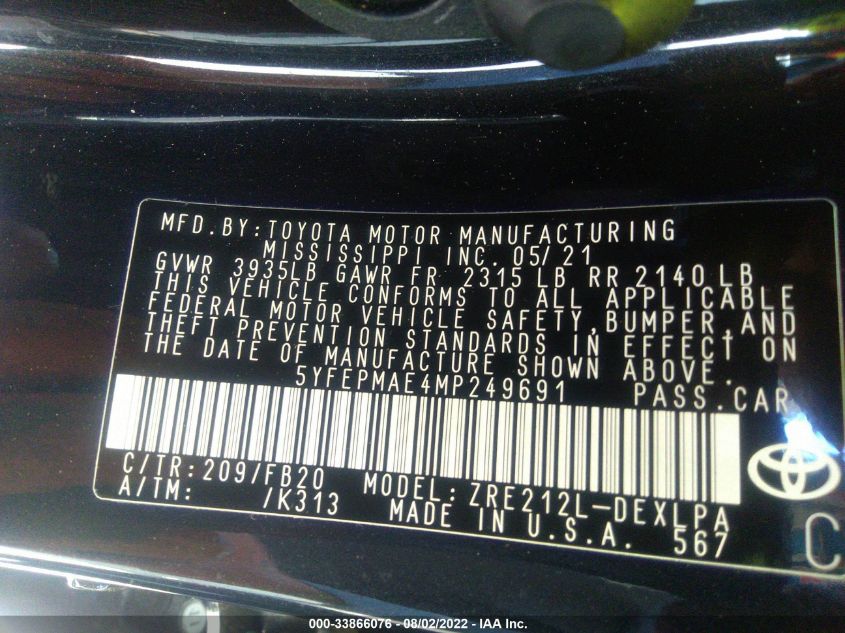 MFD.BY:TOYOTA MOTOR MANUFACTURING
MISSISSIPPI INC. 05/21
GVWR 3935LB GAWR FR 2315 LB RR 2140LB
THIS VEHICLE CONFORMS TO ALL APPLICABLE
FEDERAL MOTOR VEHICLE SAFETY,BUMPER,AND
THEFT PREVENTION STANDARDS IN EFFECT ON
THE DATE OF MANUFACTURE SHOWN ABOVE.
5YFEPMAE4MP249691 PASS.CAR
C/TR:209/FB20 MODEL:ZRE212L-DEXLPA
A/TM: /K313 MADE IN U.S.A. 567
C
000-33866076 - 08/02/2022 - IAA Inc.